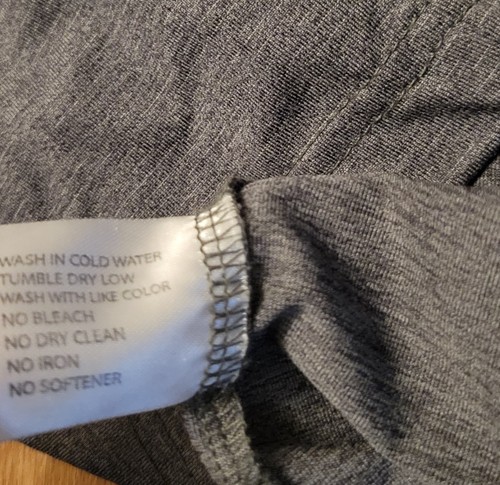 WASH IN COLD WATER
TUMBLE DRY LOW
WASH WITH LIKE COLOR
NO BLEACH
NO DRY CLEAN
NO IRON
NO SOFTENER